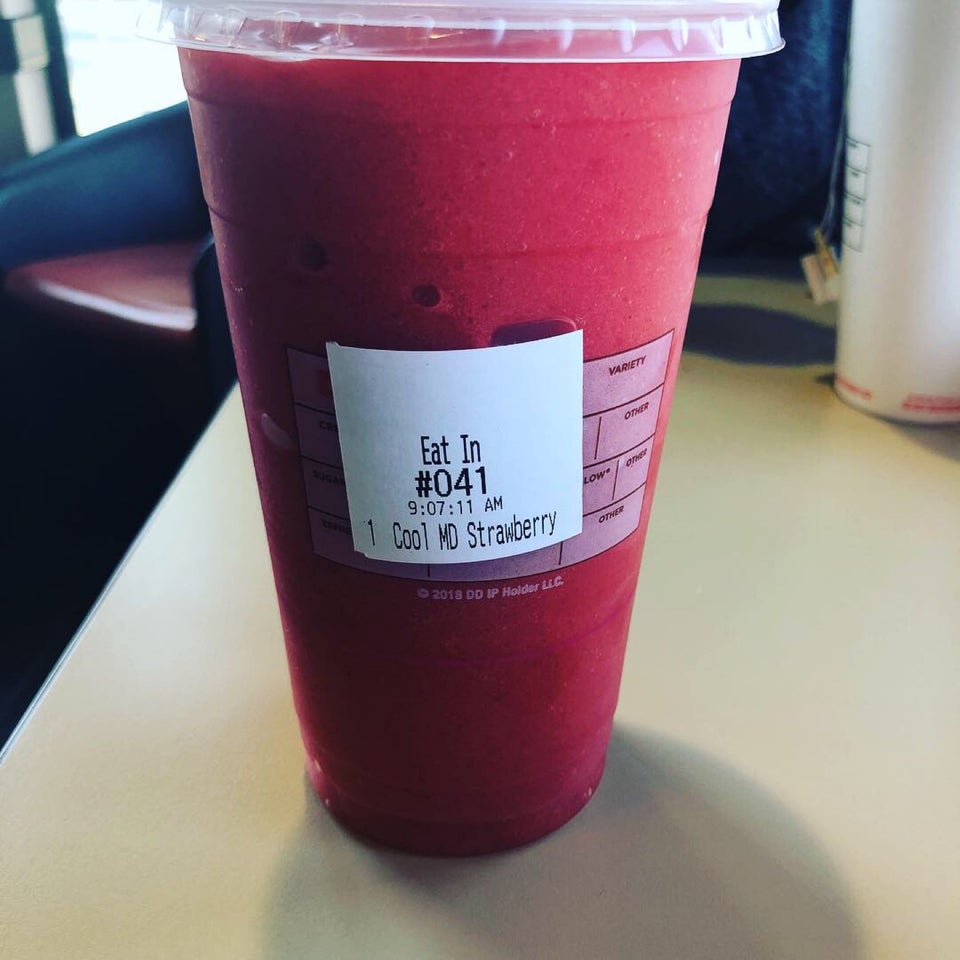 VARIETY
OTHER
LOW® OTHER
OTHER
Eat In
#041
9:07:11 AM
1 Cool MD Strawberry
© 2018 DD IP Holder LLC.